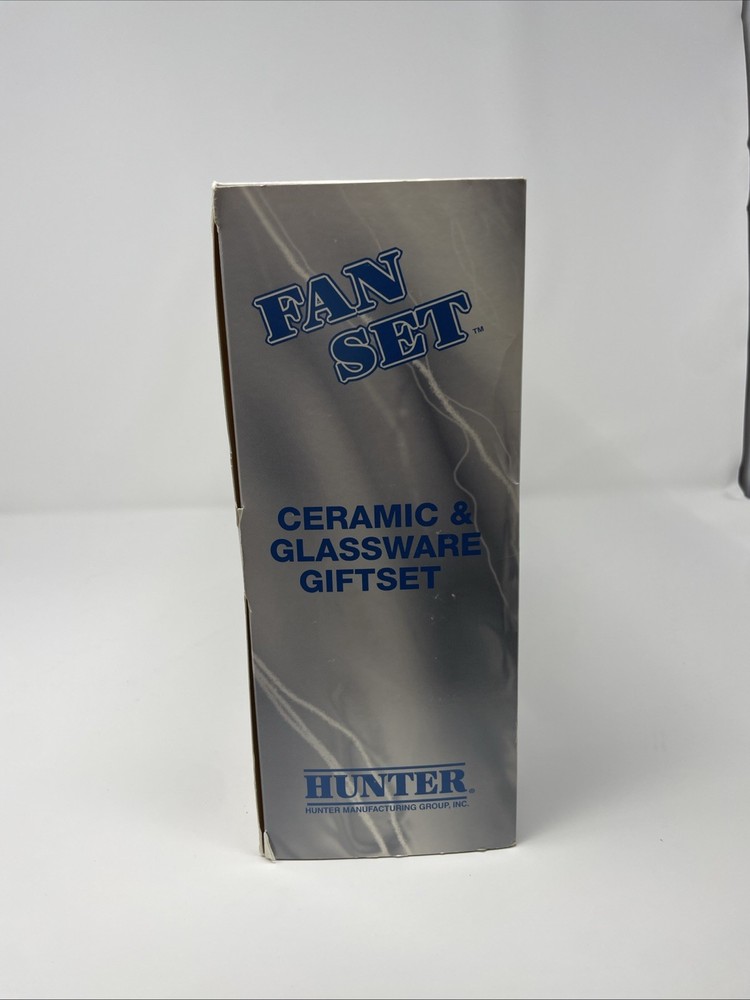 FAN
SET™
CERAMIC &
GLASSWARE
GIFTSET
HUNTER®
HUNTER MANUFACTURING GROUP, INC.